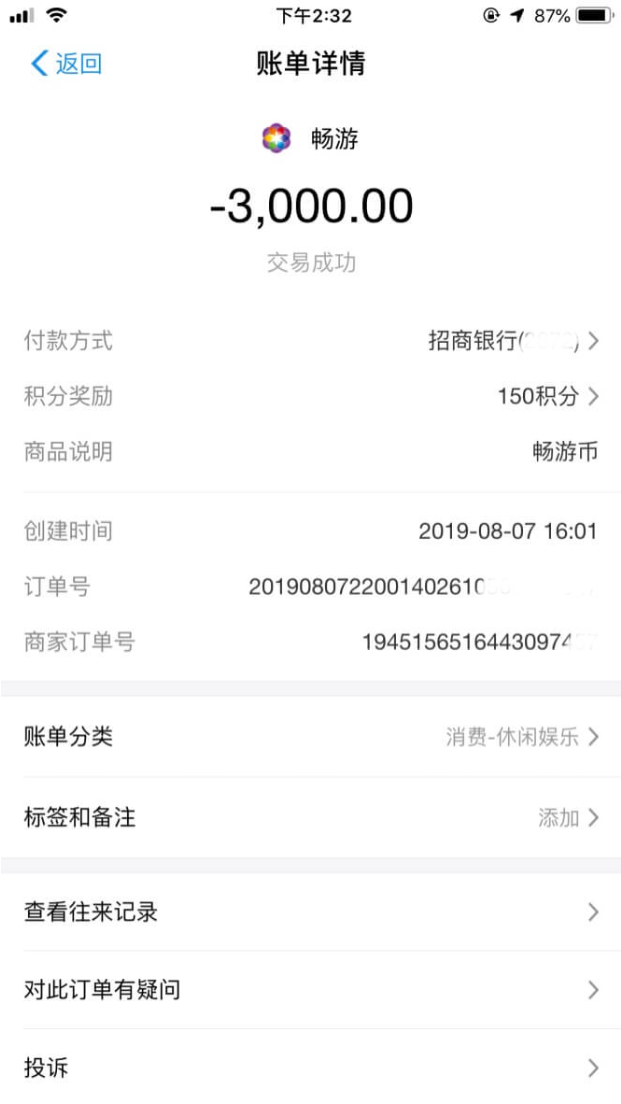 下午2:32
87%
返回
账单详情
畅游
-3,000.00
交易成功
付款方式
招商银行(
积分奖励
150积分
商品说明
畅游币
创建时间
2019-08-07 16:01
订单号
2019080722001402610
商家订单号
1945156516443097457
账单分类
消费-休闲娱乐
标签和备注
添加
查看往来记录
对此订单有疑问
投诉